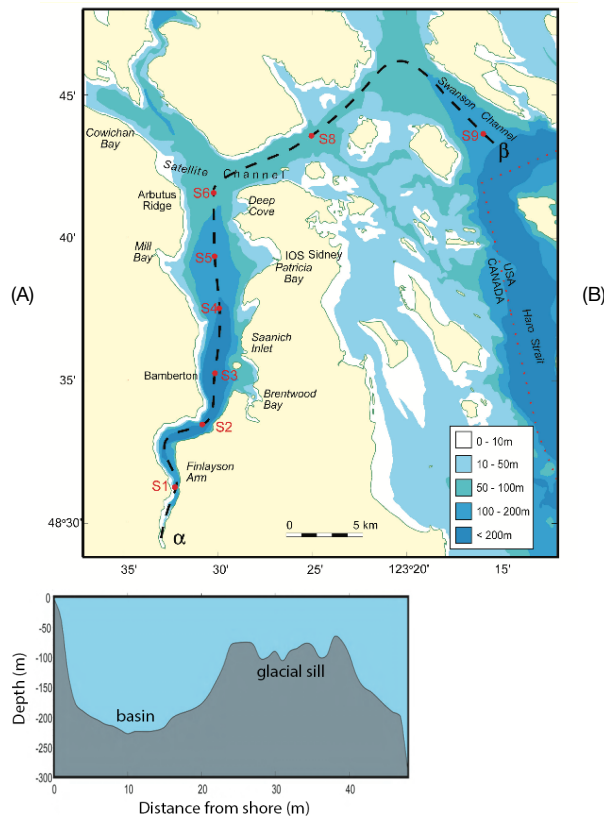 45'
Swanson Channel
Cowichan
Bay
S8
S9
β
Satellite Channel
Arbutus
Ridge
S6
Deep
Cove
40'
Mill
Bay
S5
IOS Sidney
Patricia
Bay
(A)
(B)
USA
CANADA
S4
Haro Strait
Saanich
Inlet
35'
Bamberton
S3
Brentwood
Bay
S2
0 - 10m
Finlayson
Arm
10 - 50m
S1
50 - 100m
100 - 200m
48°30'
0
5 km
< 200m
α
35'
30'
25'
123°20'
15'
0
-50
-100
-150
-200
-250
-300
Depth (m)
glacial sill
basin
0
10
20
30
40
Distance from shore (m)